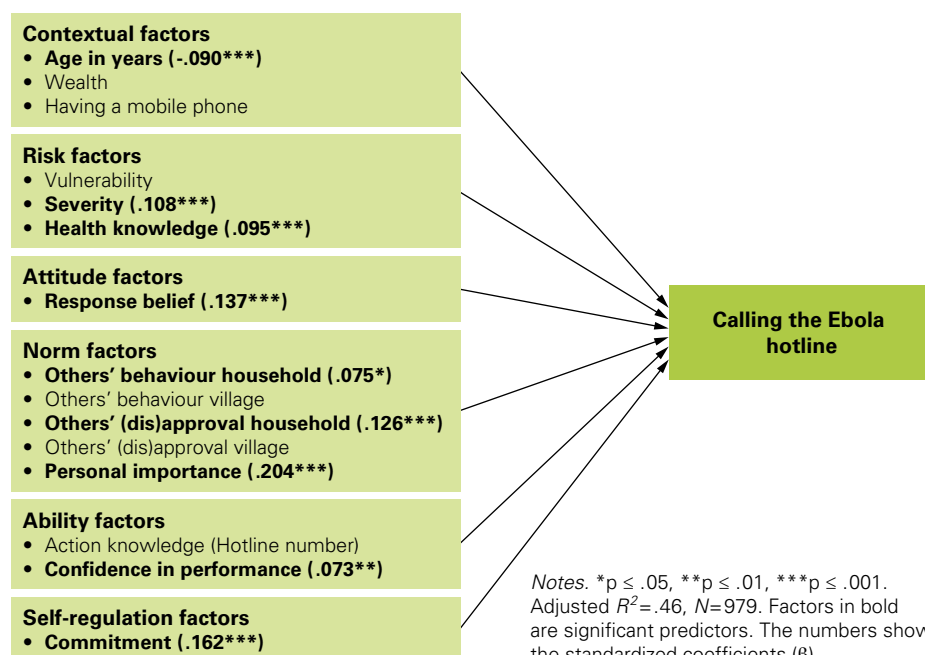 Contextual factors
• Age in years (-.090***)
• Wealth
• Having a mobile phone
Risk factors
• Vulnerability
• Severity (.108***)
• Health knowledge (.095***)
Attitude factors
• Response belief (.137***)
Norm factors
• Others' behaviour household (.075*)
• Others' behaviour village
• Others' (dis)approval household (.126***)
• Others' (dis)approval village
• Personal importance (.204***)
Ability factors
• Action knowledge (Hotline number)
• Confidence in performance (.073**)
Self-regulation factors
• Commitment (.162***)
Calling the Ebola
hotline
Notes. *p ≤ .05, **p ≤ .01, ***p ≤ .001.
Adjusted R²=.46, N=979. Factors in bold
are significant predictors. The numbers show
the standardized coefficients (β)